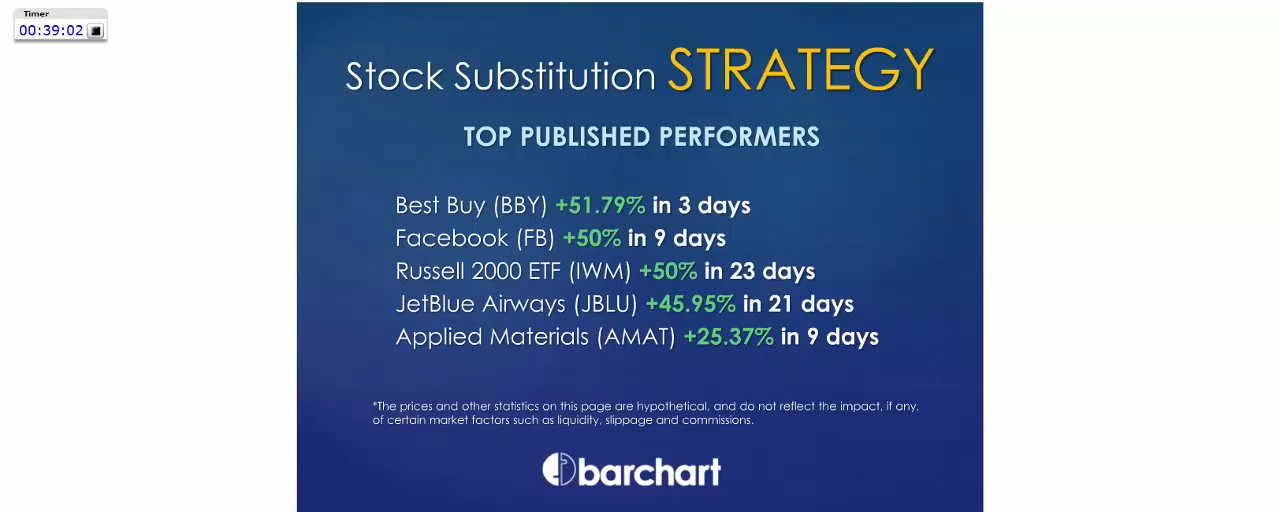 Timer
00:39:02
Stock Substitution STRATEGY
TOP PUBLISHED PERFORMERS
Best Buy (BBY) +51.79% in 3 days
Facebook (FB) +50% in 9 days
Russell 2000 ETF (IWM) +50% in 23 days
JetBlue Airways (JBLU) +45.95% in 21 days
Applied Materials (AMAT) +25.37% in 9 days
*The prices and other statistics on this page are hypothetical, and do not reflect the impact, if any,
of certain market factors such as liquidity, slippage and commissions.
barchart